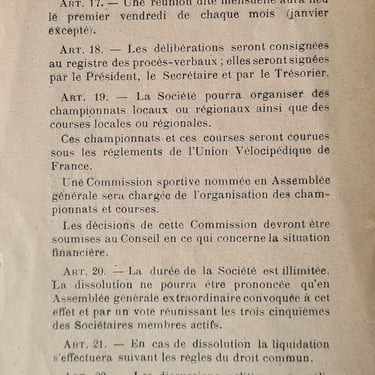 ART. 17. — Une réunion dite mensuelle aura lieu
le premier vendredi de chaque mois (janvier
excepté).
ART. 18. — Les délibérations seront consignées
au registre des procès-verbaux ; elles seront signées
par le Président, le Secrétaire et par le Trésorier.
ART. 19. — La Société pourra organiser des
championnats locaux ou régionaux ainsi que des
courses locales ou régionales.
Ces championnats et ces courses seront courues
sous les règlements de l'Union Vélocipédique de
France.
Une Commission sportive nommée en Assemblée
générale sera chargée de l'organisation des cham-
pionnats et courses.
Les décisions de cette Commission devront être
soumises au Conseil en ce qui concerne la situation
financière.
ART. 20. — La durée de la Société est illimitée.
La dissolution ne pourra être prononcée qu'en
Assemblée générale extraordinaire convoquée à cet
effet et par un vote réunissant les trois cinquièmes
des Sociétaires membres actifs.
ART. 21. — En cas de dissolution la liquidation
s'effectuera suivant les règles du droit commun.
ART. 22. — Les discussions